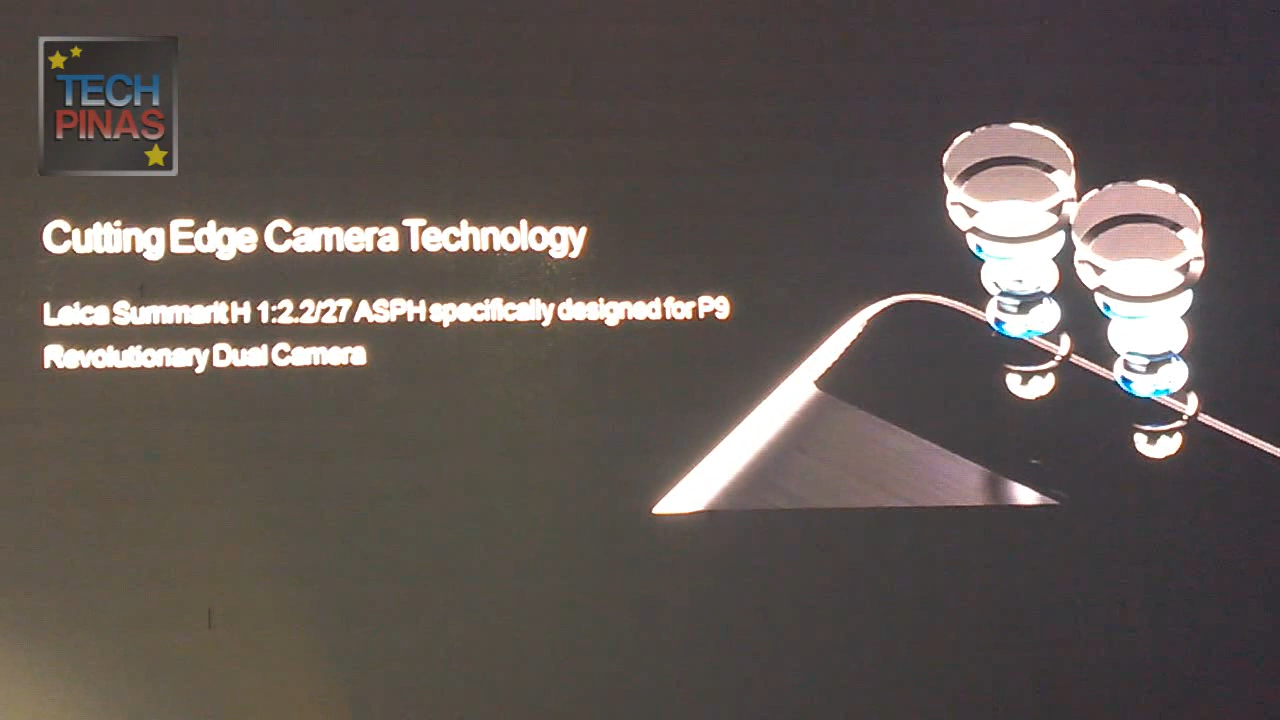 TECH
PINAS
Cutting Edge Camera Technology
Leica Summarit H 1:2.2/27 ASPH specifically designed for P9
Revolutionary Dual Camera